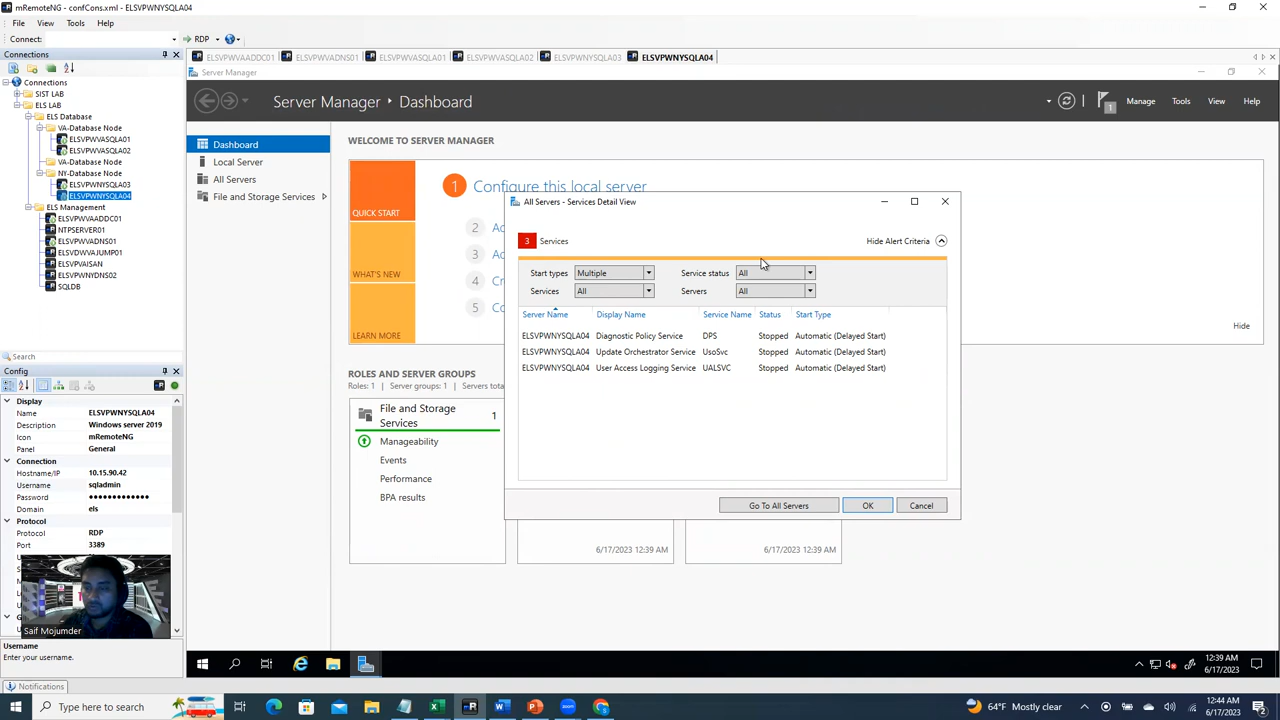 mRemoteNG - confCons.xml - ELSVPWNYSQLA04
File View Tools Help
Connect: RDP
Connections
ELSVPWVAADDC01 ELSVPWVADNS01 ELSVPWVASQLA01 ELSVPWVASQLA02 ELSVPWNYSQLA03 ELSVPWNYSQLA04
Server Manager
Connections
SIST LAB
ELS LAB
ELS Database
VA-Database Node
ELSVPWVASQLA01
ELSVPWVASQLA02
VA-Database Node
NY-Database Node
ELSVPWNYSQLA03
ELSVPWNYSQLA04
ELS Management
ELSVPWVAADDC01
NTPSERVER01
ELSVPWVADNS01
ELSVDWVAJUMP01
ELSVPVAISAN
ELSVPWNYDNS02
SQLDB
Search
Config
Display
Name ELSVPWNYSQLA04
Description Windows server 2019
Icon mRemoteNG
Panel General
Connection
Hostname/IP 10.15.90.42
Username sqladmin
Password ●●●●●●●●●●●●●
Domain els
Protocol
Protocol RDP
Port 3389
Saif Mojumder
Username
Enter your username.
Notifications
Server Manager • Dashboard
1
Manage Tools View Help
Dashboard
Local Server
All Servers
File and Storage Services
WELCOME TO SERVER MANAGER
QUICK START
WHAT'S NEW
LEARN MORE
1 Configure this local server
2
3
4
5
Hide
ROLES AND SERVER GROUPS
Roles: 1 | Server groups: 1 | Servers
File and Storage Services 1
Manageability
Events
Performance
BPA results
6/17/2023 12:39 AM
6/17/2023 12:39 AM
All Servers - Services Detail View
3 Services
Hide Alert Criteria
Start types Multiple Service status All
Services All Servers All
Server Name Display Name Service Name Status Start Type
ELSVPWNYSQLA04 Diagnostic Policy Service DPS Stopped Automatic (Delayed Start)
ELSVPWNYSQLA04 Update Orchestrator Service UsoSvc Stopped Automatic (Delayed Start)
ELSVPWNYSQLA04 User Access Logging Service UALSVC Stopped Automatic (Delayed Start)
Go To All Servers OK Cancel
12:39 AM
6/17/2023
Type here to search
64°F Mostly clear
12:44 AM
6/17/2023
2